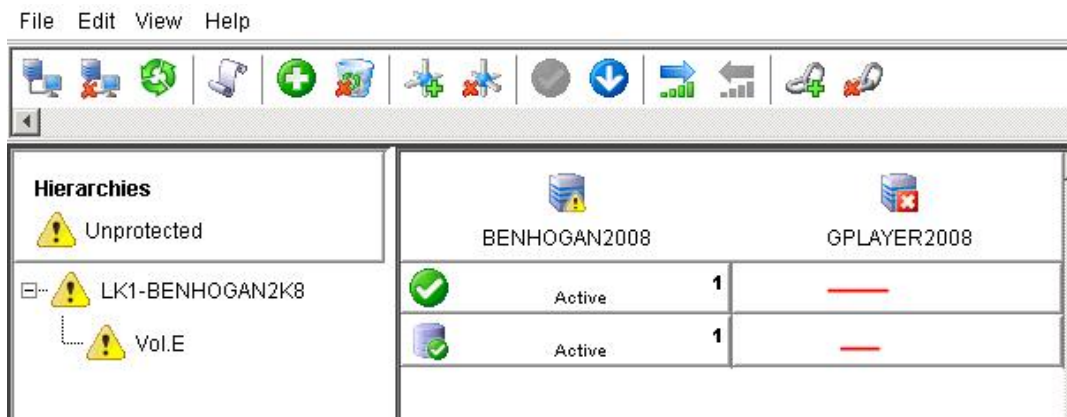 File Edit View Help
Hierarchies
Unprotected
BENHOGAN2008 GPLAYER2008
LK1-BENHOGAN2K8
Active 1
Vol.E
Active 1